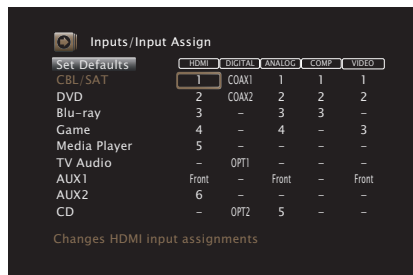 Inputs/Input Assign
Set Defaults HDMI DIGITAL ANALOG COMP VIDEO
CBL/SAT 1 COAX1 1 1 1
DVD 2 COAX2 2 2 2
Blu-ray 3 – 3 3 –
Game 4 – 4 – 3
Media Player 5 – – – –
TV Audio – OPT1 – – –
AUX1 Front – Front – Front
AUX2 6 – – – –
CD – OPT2 5 – –
Changes HDMI input assignments